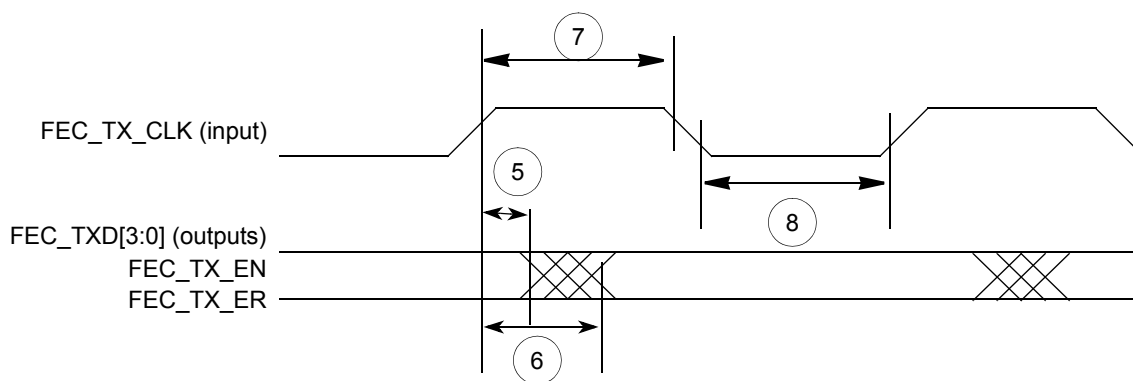 7
FEC_TX_CLK (input)
5
8
FEC_TXD[3:0] (outputs)
FEC_TX_EN
FEC_TX_ER
6